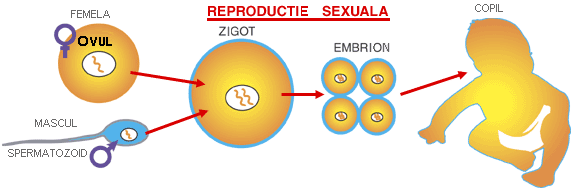 REPRODUCTIE SEXUALA
FEMELA
OVUL
ZIGOT
EMBRION
COPIL
MASCUL
SPERMATOZOID